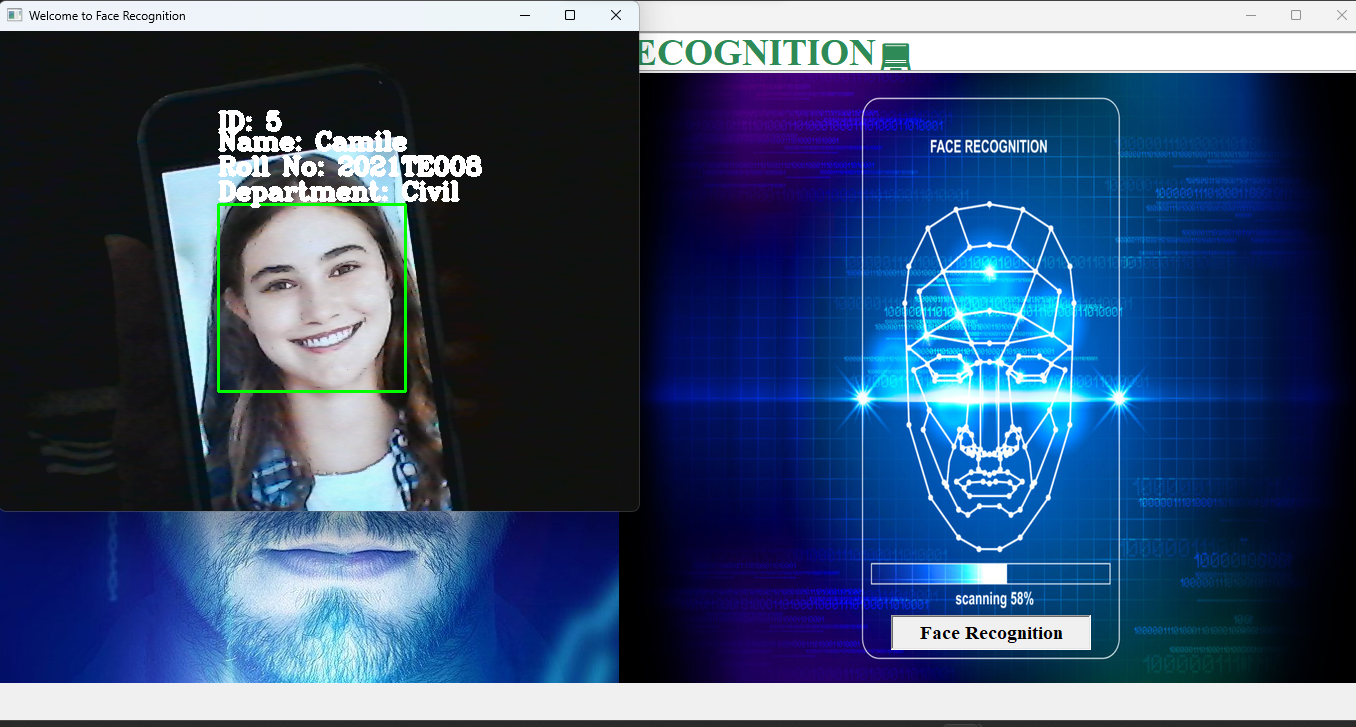 Welcome to Face Recognition
ECOGNITION
ID: 5
Name: Camile
Roll No: 2021TE008
Department: Civil
FACE RECOGNITION
scanning 58%
Face Recognition